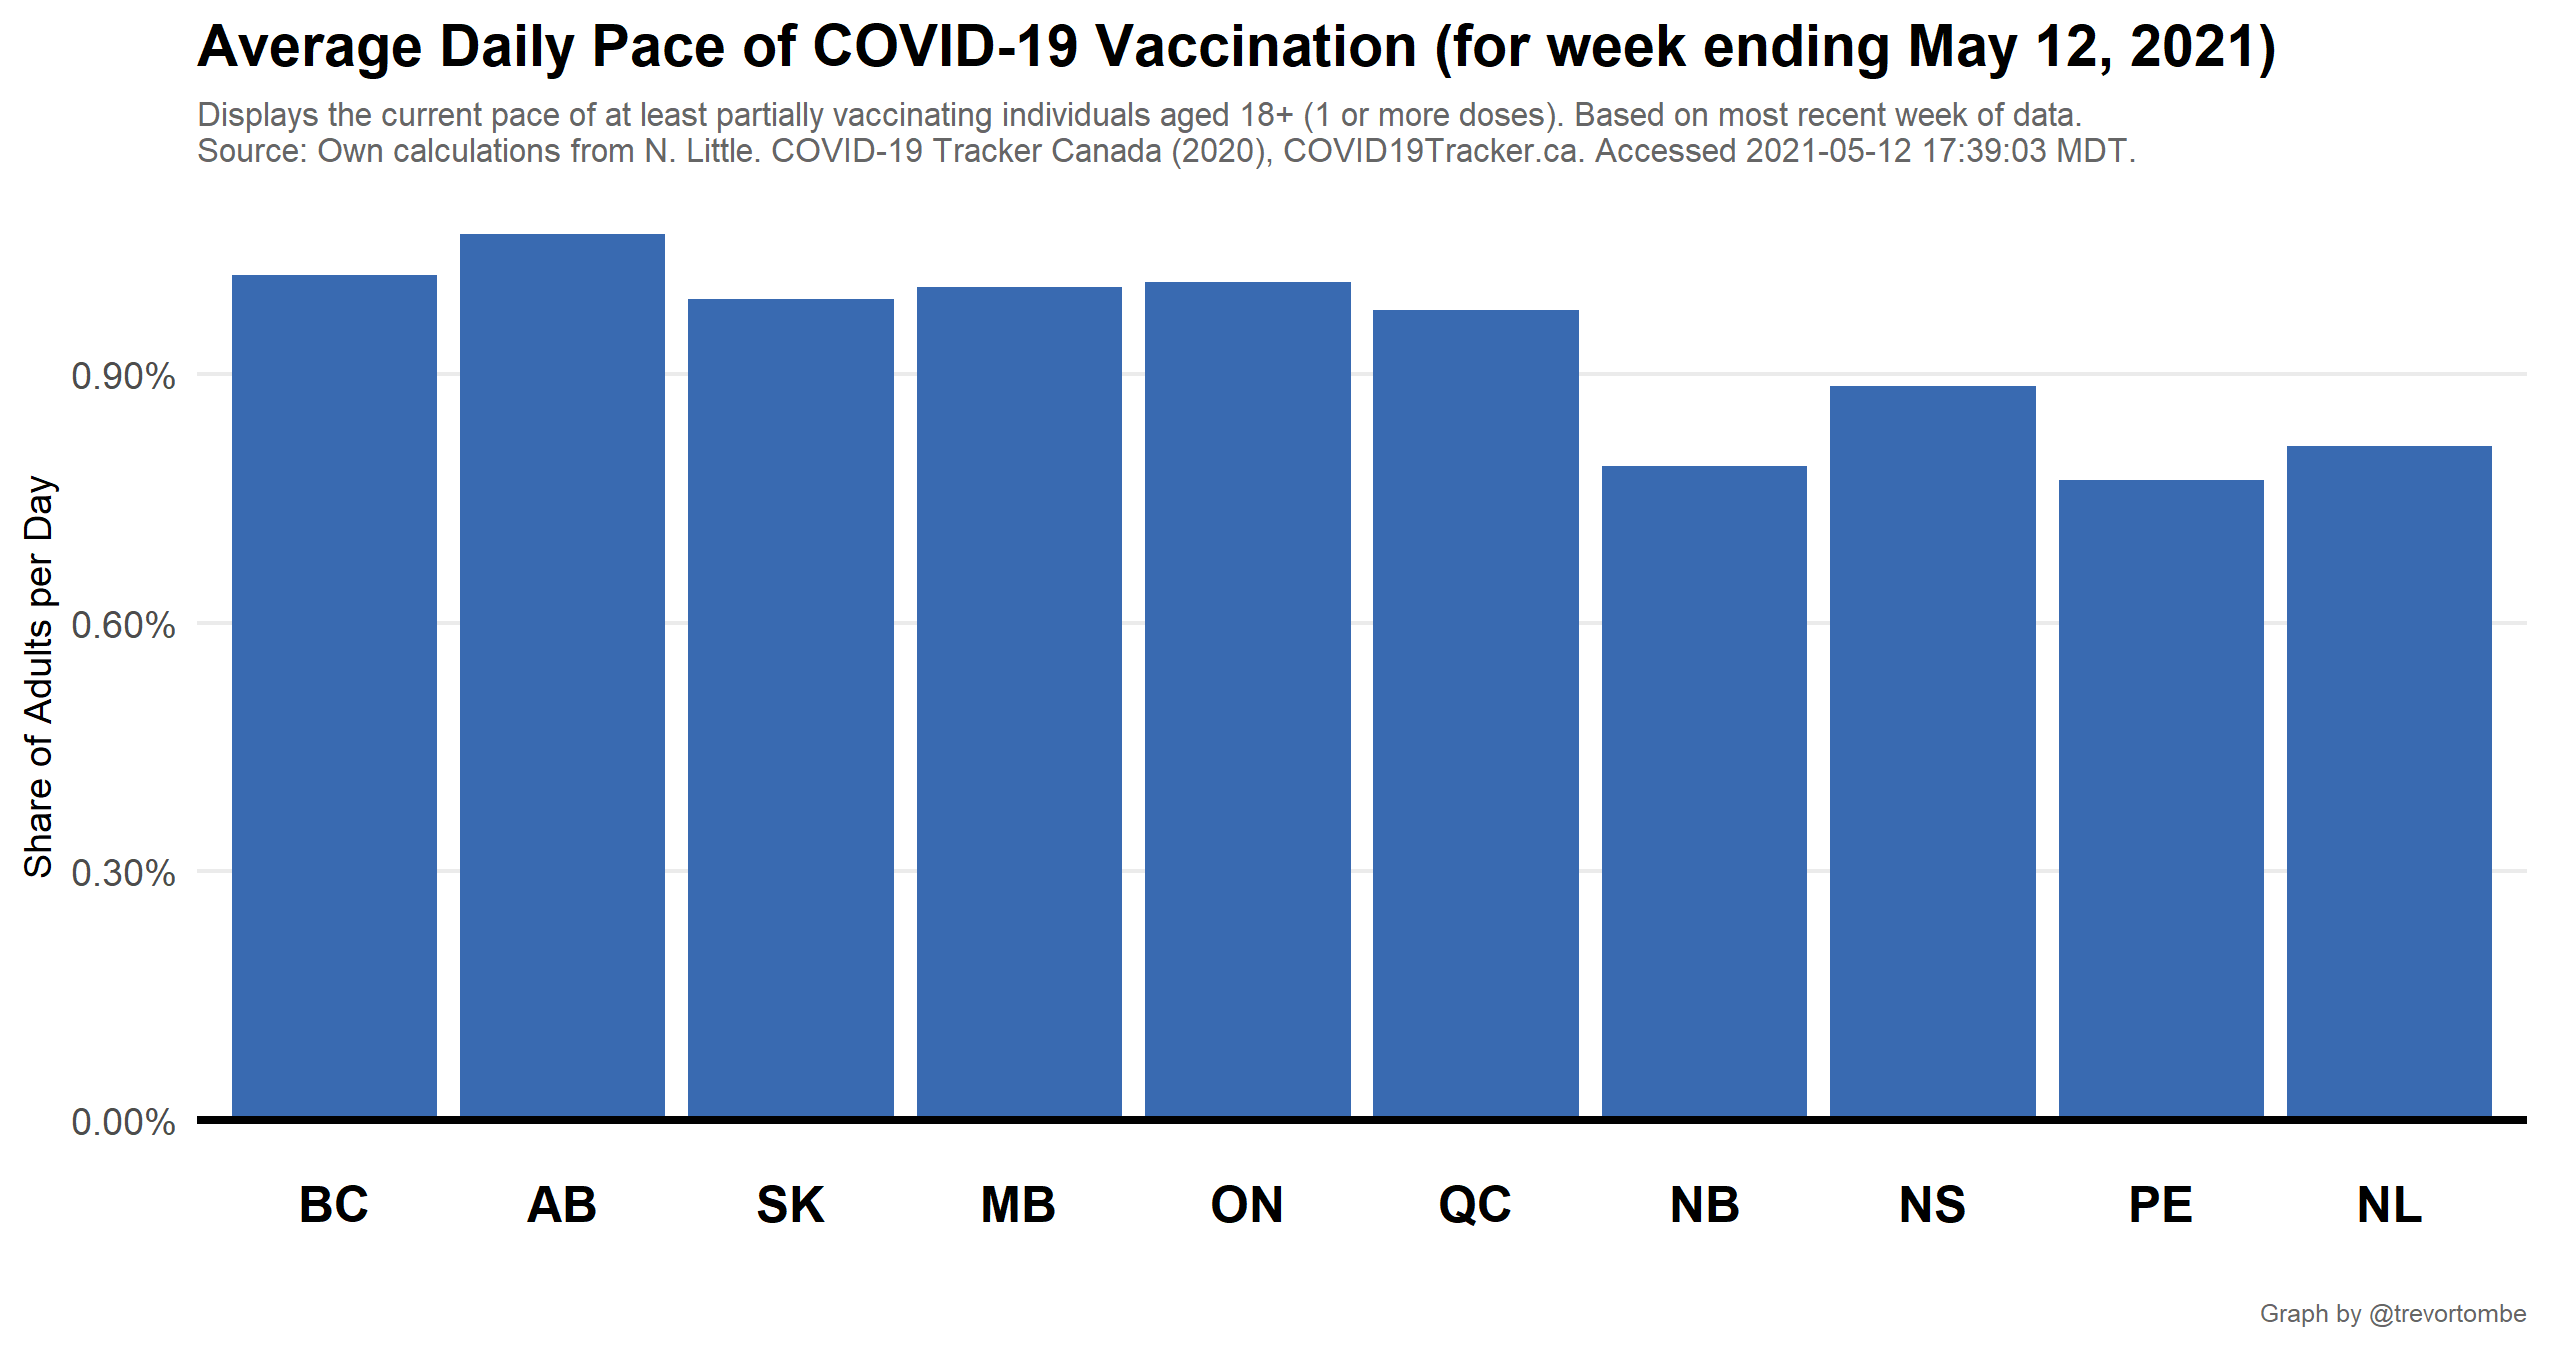 Average Daily Pace of COVID-19 Vaccination (for week ending May 12, 2021)
Displays the current pace of at least partially vaccinating individuals aged 18+ (1 or more doses). Based on most recent week of data.
Source: Own calculations from N. Little. COVID-19 Tracker Canada (2020), COVID19Tracker.ca. Accessed 2021-05-12 17:39:03 MDT.
Share of Adults per Day
0.90%
0.60%
0.30%
0.00%
BC AB SK MB ON QC NB NS PE NL
Graph by @trevortombe